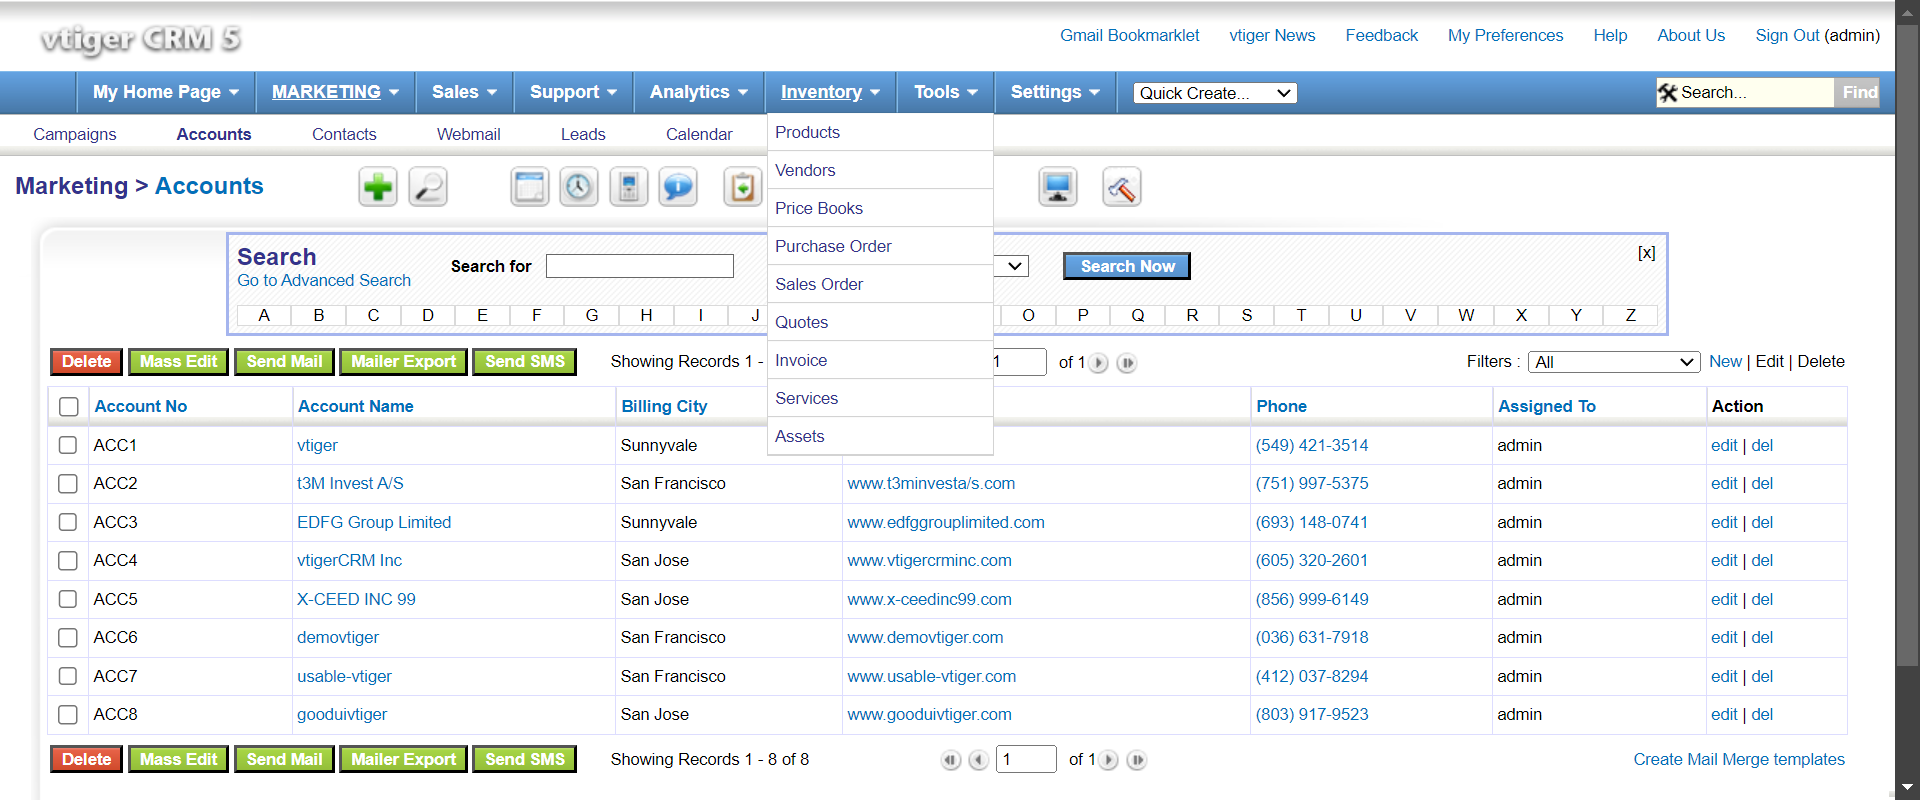 vtiger CRM 5
Gmail Bookmarklet vtiger News Feedback My Preferences Help About Us Sign Out (admin)
My Home Page MARKETING Sales Support Analytics Inventory Tools Settings Quick Create... Search... Find
Campaigns Accounts Contacts Webmail Leads Calendar
Products
Vendors
Price Books
Purchase Order
Sales Order
Quotes
Invoice
Services
Assets
Marketing > Accounts
Search
Go to Advanced Search
Search for
Search Now
[x]
A B C D E F G H I J O P Q R S T U V W X Y Z
Delete Mass Edit Send Mail Mailer Export Send SMS Showing Records 1 - 1 of 1 Filters : All New | Edit | Delete
Account No Account Name Billing City Phone Assigned To Action
ACC1 vtiger Sunnyvale (549) 421-3514 admin edit | del
ACC2 t3M Invest A/S San Francisco www.t3minvesta/s.com (751) 997-5375 admin edit | del
ACC3 EDFG Group Limited Sunnyvale www.edfggrouplimited.com (693) 148-0741 admin edit | del
ACC4 vtigerCRM Inc San Jose www.vtigercrminc.com (605) 320-2601 admin edit | del
ACC5 X-CEED INC 99 San Jose www.x-ceedinc99.com (856) 999-6149 admin edit | del
ACC6 demovtiger San Francisco www.demovtiger.com (036) 631-7918 admin edit | del
ACC7 usable-vtiger San Francisco www.usable-vtiger.com (412) 037-8294 admin edit | del
ACC8 gooduivtiger San Jose www.gooduivtiger.com (803) 917-9523 admin edit | del
Delete Mass Edit Send Mail Mailer Export Send SMS Showing Records 1 - 8 of 8 1 of 1 Create Mail Merge templates